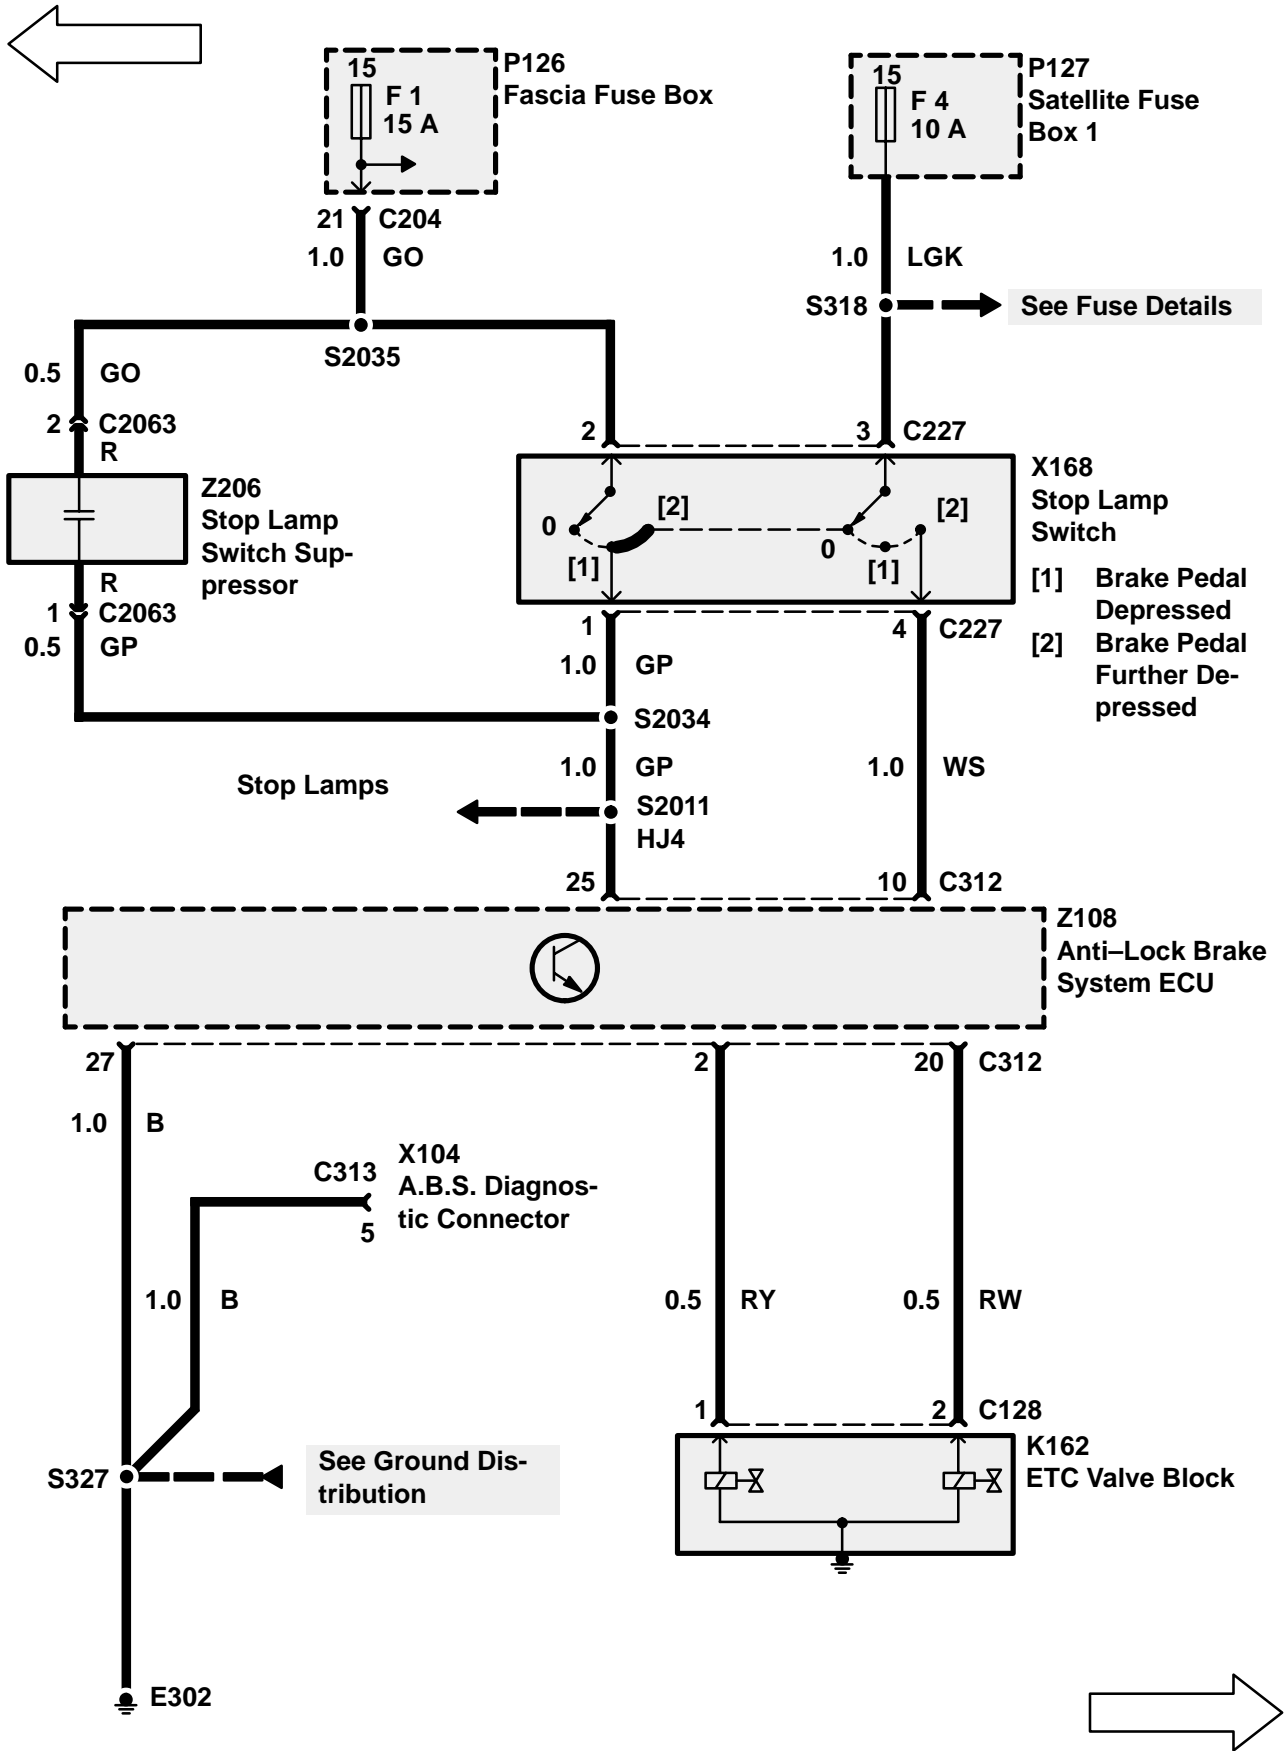 15
F 1
15 A
P126
Fascia Fuse Box
15
F 4
10 A
P127
Satellite Fuse
Box 1
21 C204
1.0 GO
1.0 LGK
S318
See Fuse Details
S2035
0.5 GO
2 C2063
R
2
3 C227
Z206
Stop Lamp
Switch Sup-
pressor
0
[2]
[1]
0
[2]
[1]
X168
Stop Lamp
Switch
[1] Brake Pedal
Depressed
[2] Brake Pedal
Further De-
pressed
R
1 C2063
0.5 GP
1
4 C227
1.0 GP
S2034
1.0 GP
1.0 WS
Stop Lamps
S2011
HJ4
25
10 C312
Z108
Anti–Lock Brake
System ECU
27
2
20 C312
1.0 B
C313
5
X104
A.B.S. Diagnos-
tic Connector
1.0 B
0.5 RY
0.5 RW
1
2 C128
K162
ETC Valve Block
S327
See Ground Dis-
tribution
E302